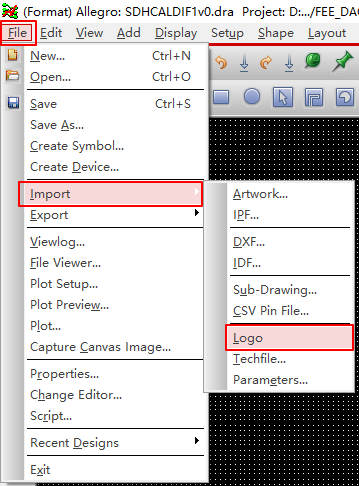 (Format) Allegro: SDHCALDIF1v0.dra Project: D:.../FEE_DAC
File Edit View Add Display Setup Shape Layout
New... Ctrl+N
Open... Ctrl+O
Save Ctrl+S
Save As...
Create Symbol...
Create Device...
Import
Export
Viewlog...
File Viewer...
Plot Setup...
Plot Preview...
Plot...
Capture Canvas Image...
Properties...
Change Editor...
Script...
Recent Designs
Exit
Artwork...
IPF...
DXF...
IDF...
Sub-Drawing...
CSV Pin File...
Logo
Techfile...
Parameters...